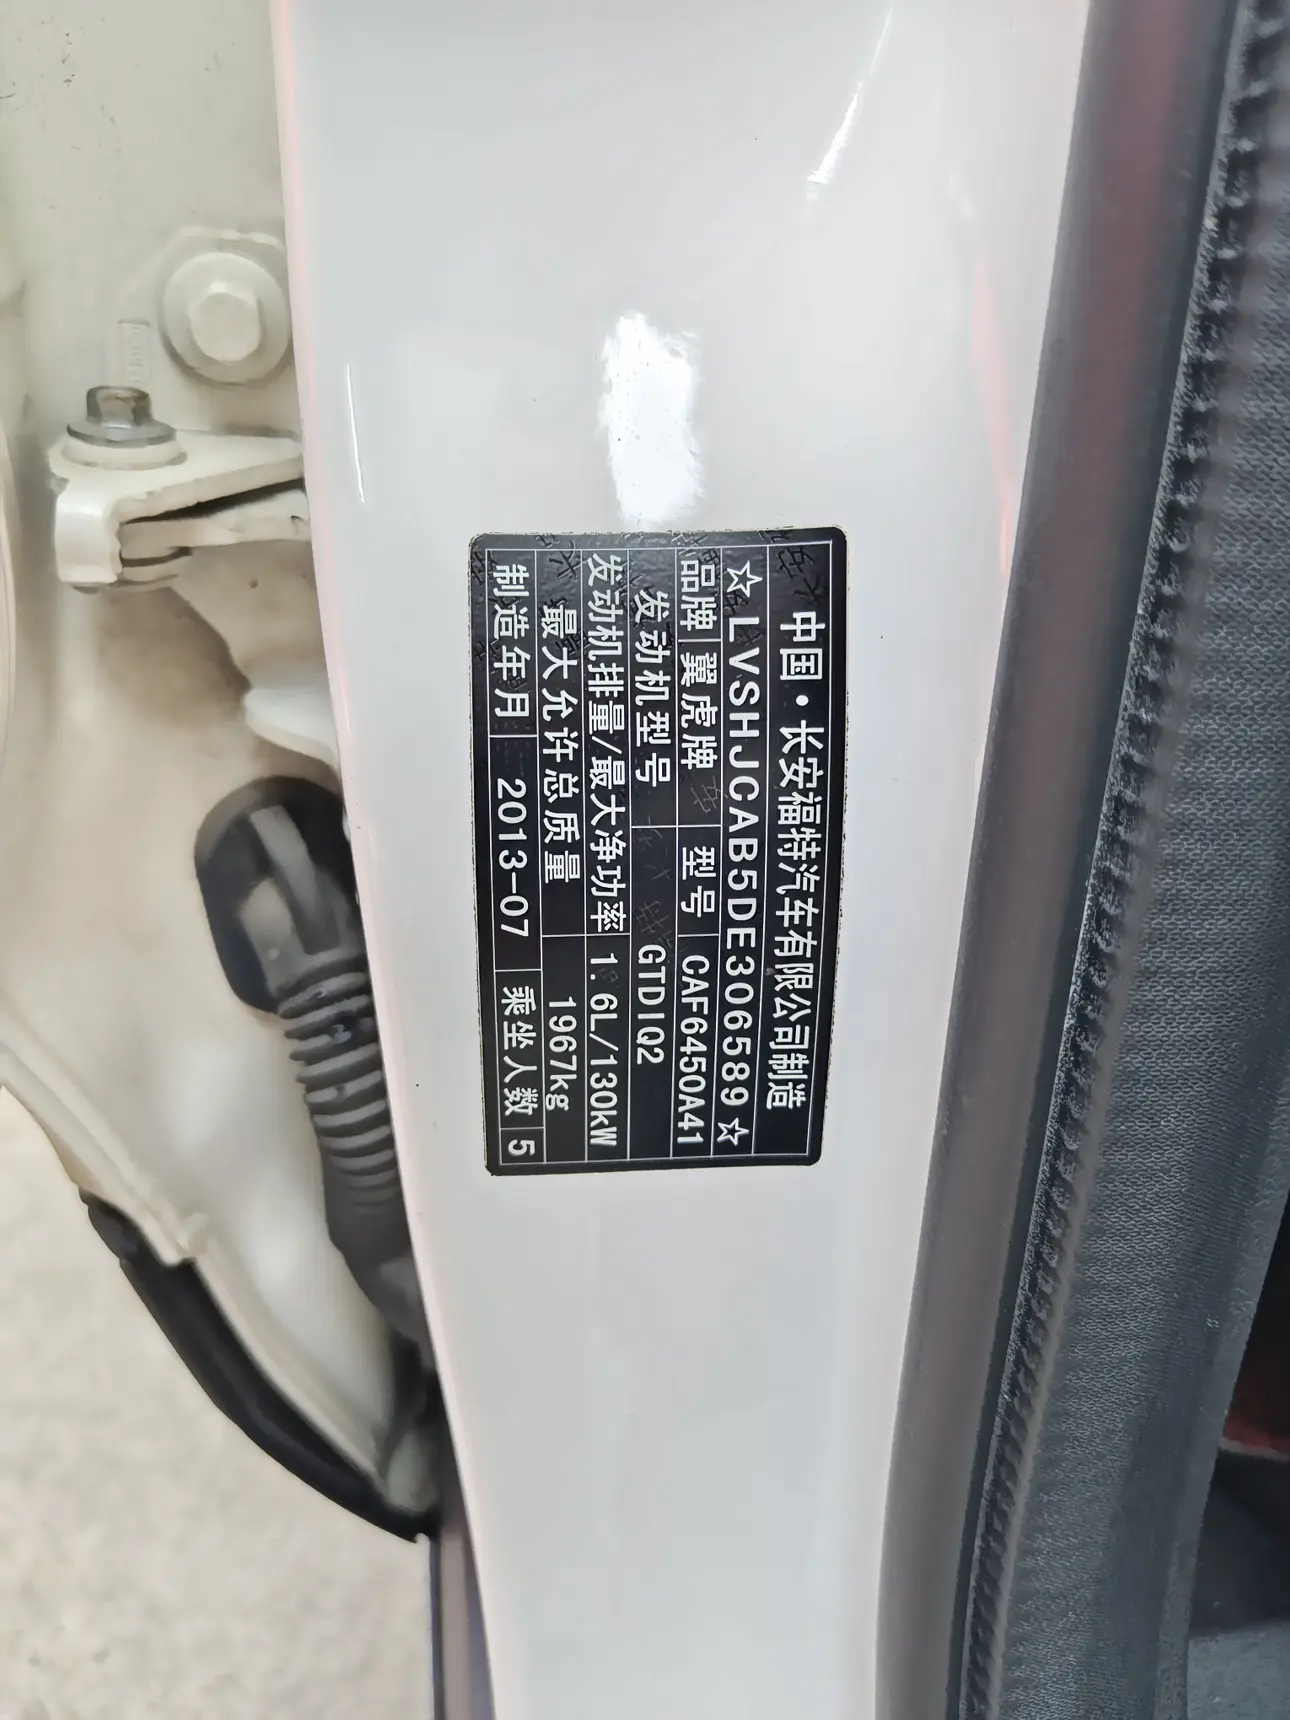 中国·长安福特汽车有限公司制造
☆LVSHJCAB5DE306589☆
品牌 翼虎牌 型号 CAF6450A41
发动机型号 GTDIQ2
发动机排量/最大净功率 1.6L/130kW
最大允许总质量 1967kg
制造年月 2013-07 乘坐人数 5